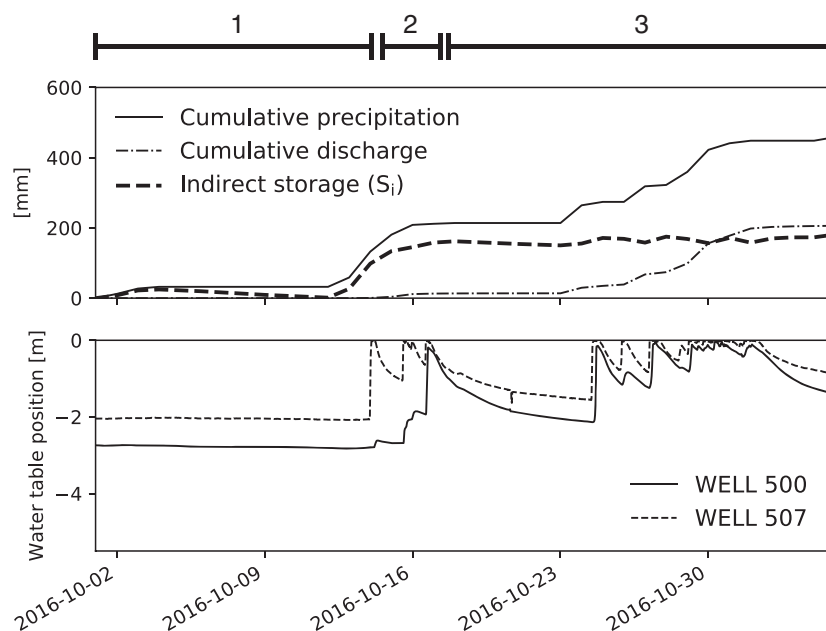 1 2 3
600
400
200
0
[mm]
Cumulative precipitation
Cumulative discharge
Indirect storage (Sᵢ)
0
−2
−4
Water table position [m]
WELL 500
WELL 507
2016-10-02 2016-10-09 2016-10-16 2016-10-23 2016-10-30